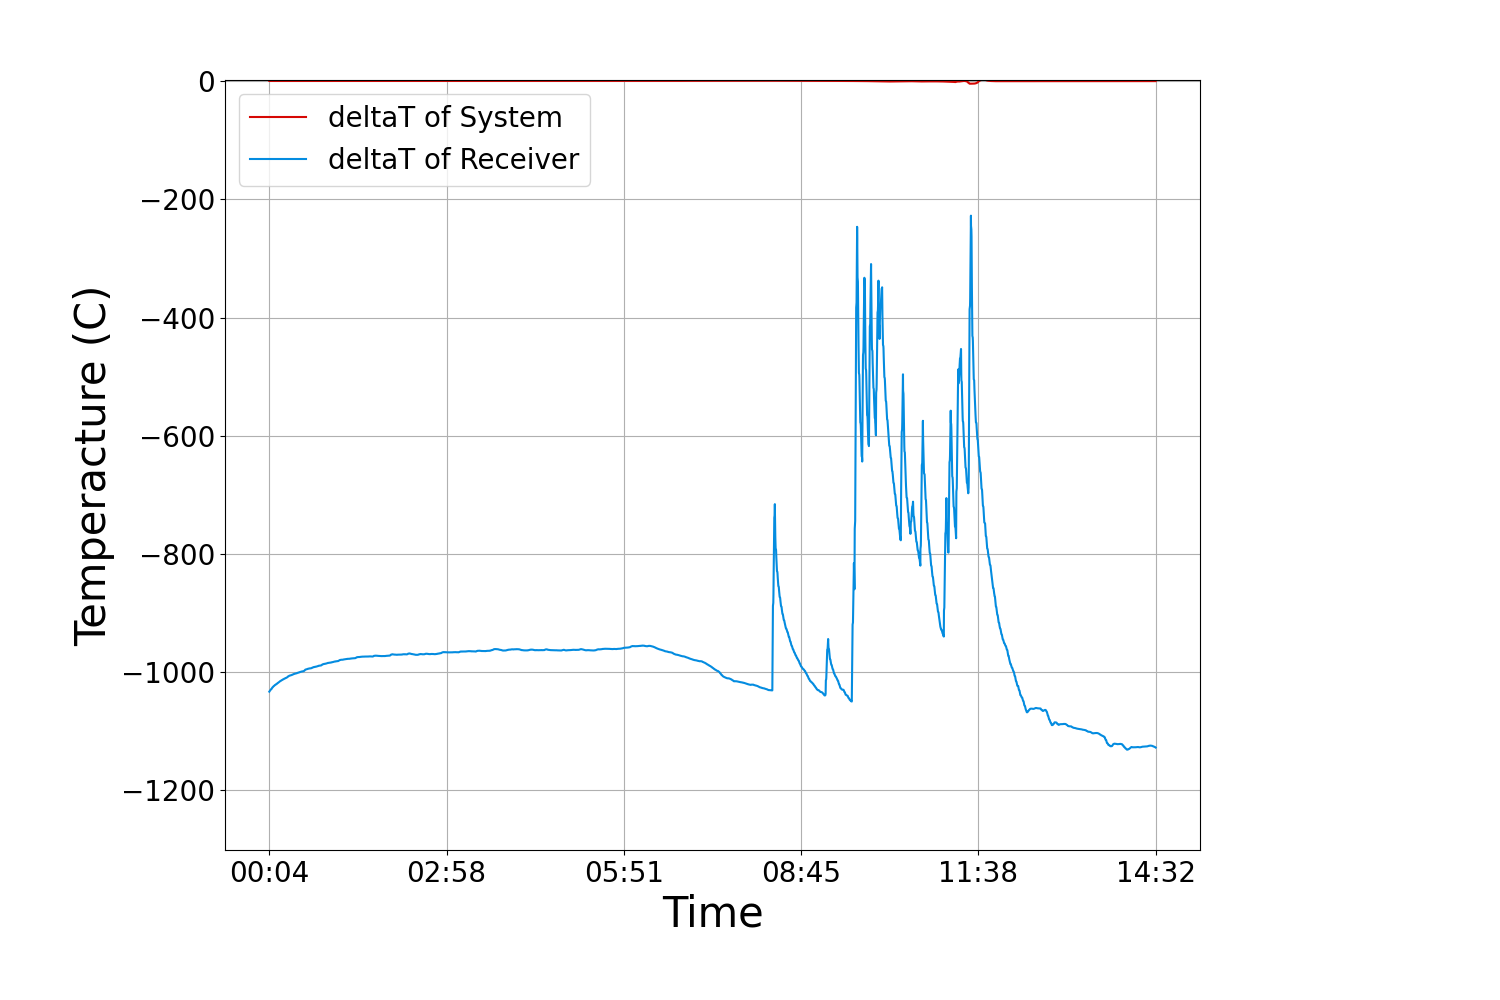 0
−200
−400
−600
−800
−1000
−1200
Temperacture (C)
deltaT of System
deltaT of Receiver
00:04 02:58 05:51 08:45 11:38 14:32
Time